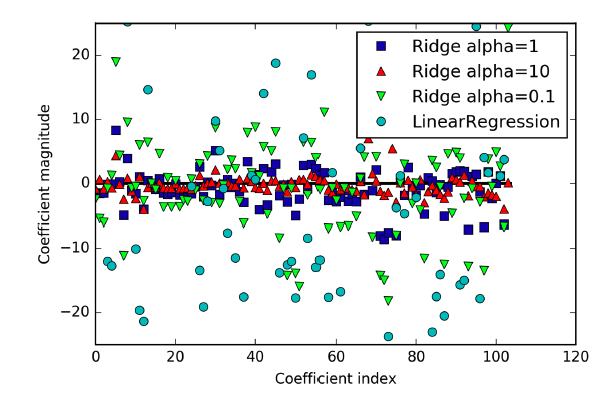 Ridge alpha=1
Ridge alpha=10
Ridge alpha=0.1
LinearRegression
Coefficient magnitude
20
10
0
−10
−20
0 20 40 60 80 100 120
Coefficient index